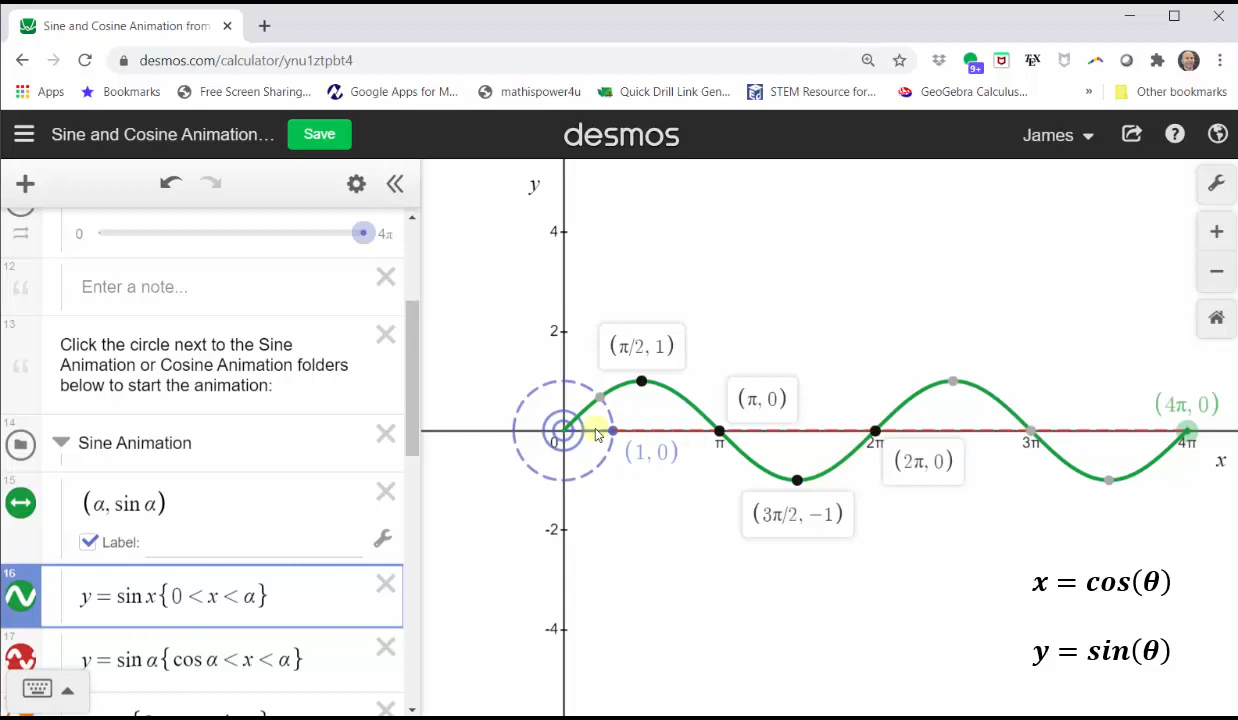 Sine and Cosine Animation from
desmos.com/calculator/ynu1ztpbt4
9+
TEX
Apps
Bookmarks
Free Screen Sharing...
Google Apps for M...
mathispower4u
Quick Drill Link Gen...
STEM Resource for...
GeoGebra Calculus...
»
Other bookmarks
Sine and Cosine Animation...
Save
desmos
James
0
4π
12
Enter a note...
13
Click the circle next to the Sine
Animation or Cosine Animation folders
below to start the animation:
14
Sine Animation
15
(α, sin α)
Label:
16
y = sin x{0 < x < α}
17
y = sin α{cos α < x < α}
y
4
2
0
-2
-4
π
2π
3π
4π
x
(π/2, 1)
(π, 0)
(4π, 0)
(1, 0)
(2π, 0)
(3π/2, −1)
x = cos(θ)
y = sin(θ)